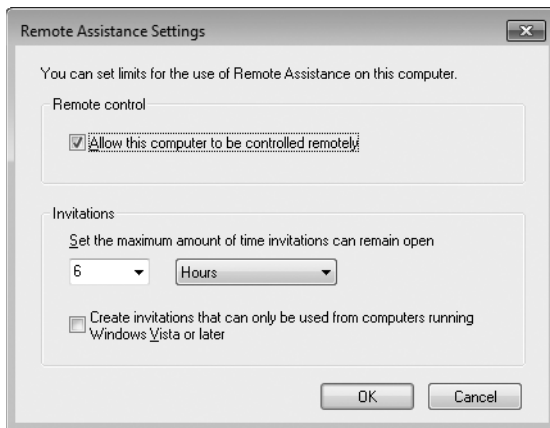 Remote Assistance Settings
You can set limits for the use of Remote Assistance on this computer.
Remote control
Allow this computer to be controlled remotely
Invitations
Set the maximum amount of time invitations can remain open
6 Hours
Create invitations that can only be used from computers running
Windows Vista or later
OK Cancel